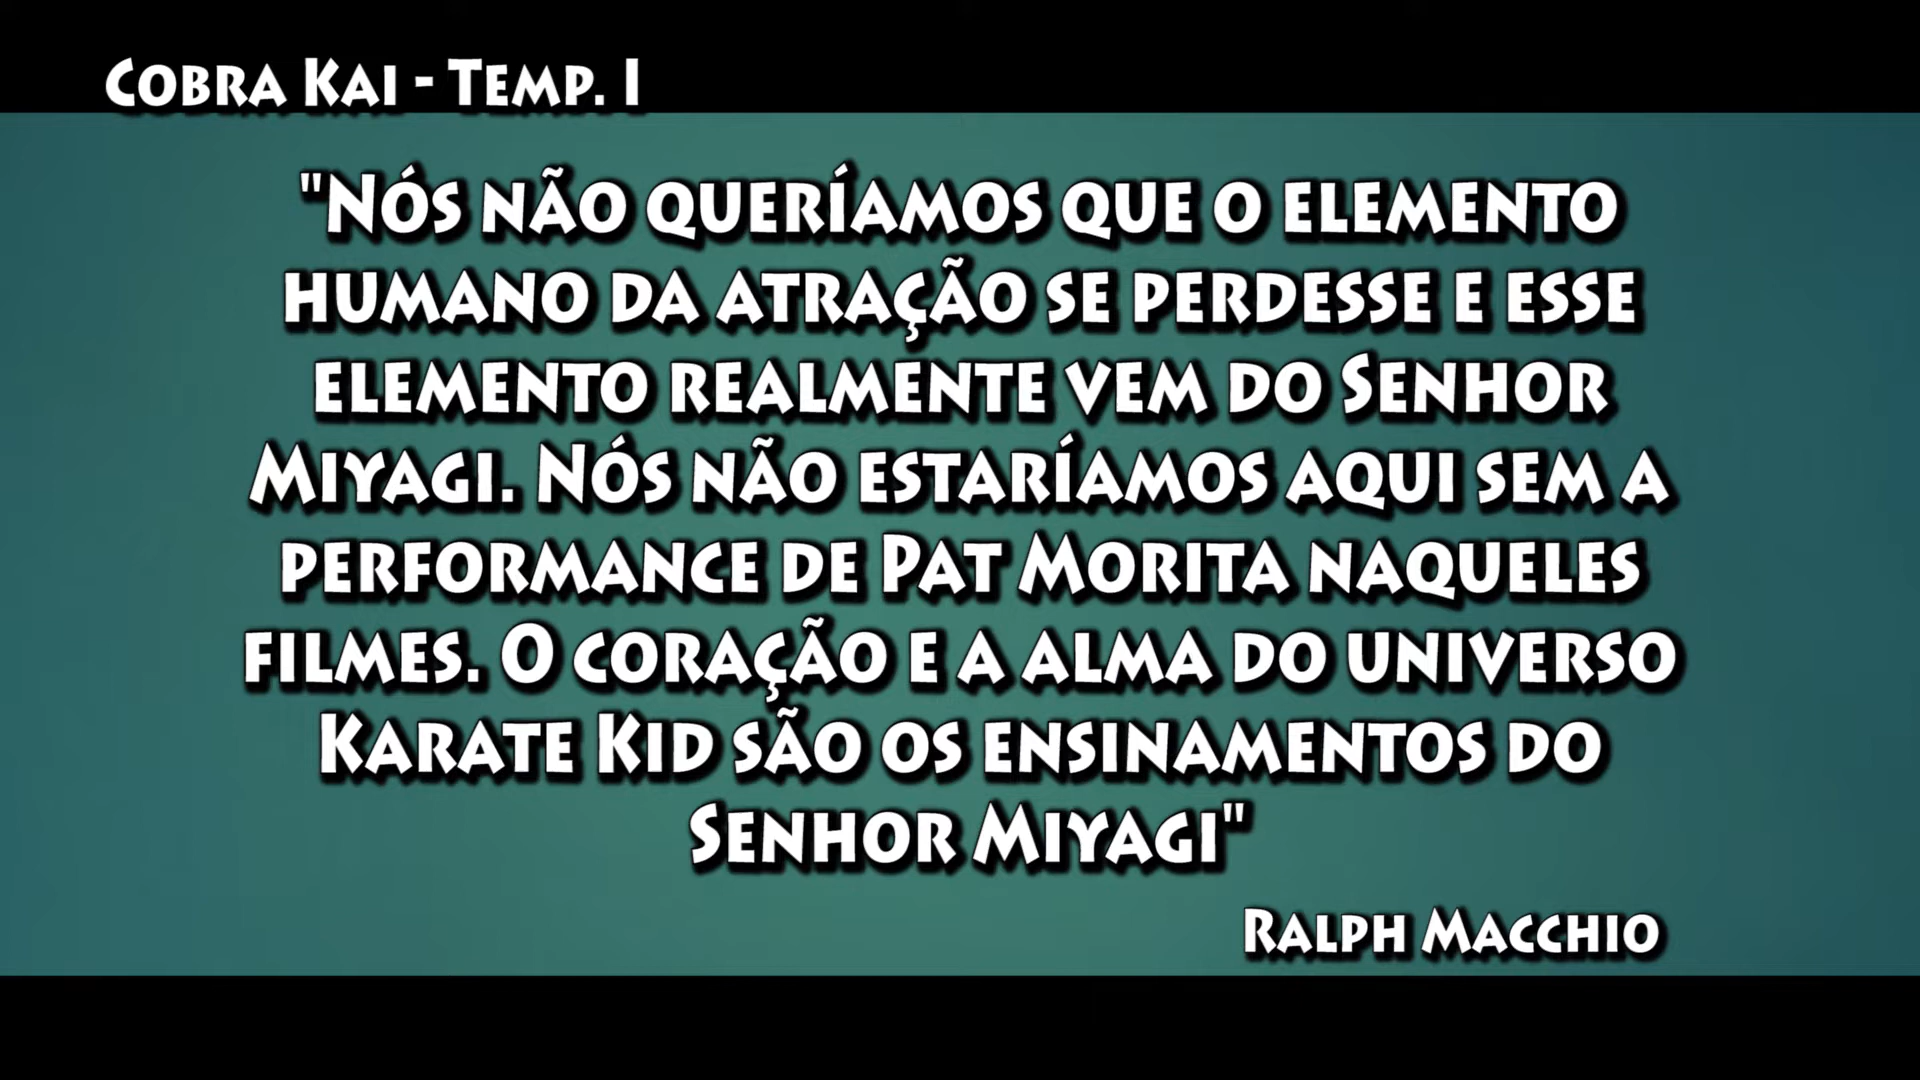 Cobra Kai - Temp. 1
"Nós não queríamos que o elemento
humano da atração se perdesse e esse
elemento realmente vem do Senhor
Miyagi. Nós não estaríamos aqui sem a
performance de Pat Morita naqueles
filmes. O coração e a alma do universo
Karate Kid são os ensinamentos do
Senhor Miyagi"
Ralph Macchio